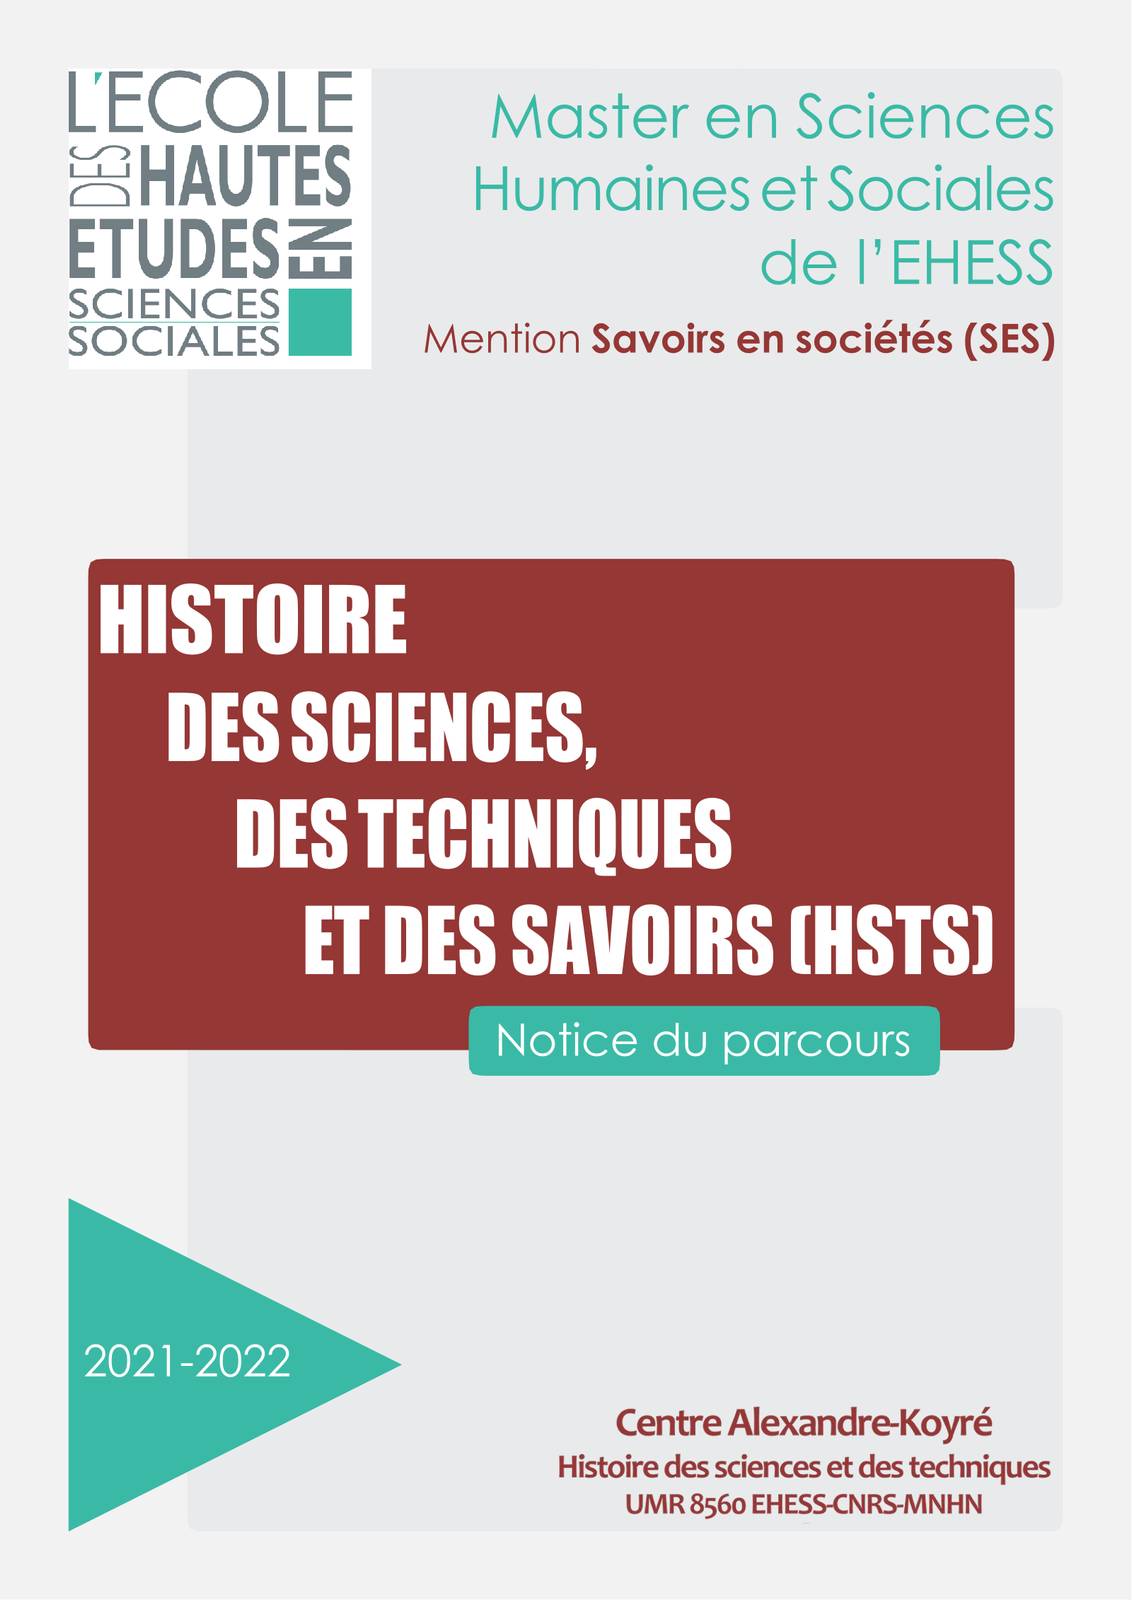 L'ECOLE
DES HAUTES
ETUDES EN
SCIENCES
SOCIALES
Master en Sciences
Humaines et Sociales
de l'EHESS
Mention Savoirs en sociétés (SES)
HISTOIRE
DES SCIENCES,
DES TECHNIQUES
ET DES SAVOIRS (HSTS)
Notice du parcours
2021-2022
Centre Alexandre-Koyré
Histoire des sciences et des techniques
UMR 8560 EHESS-CNRS-MNHN